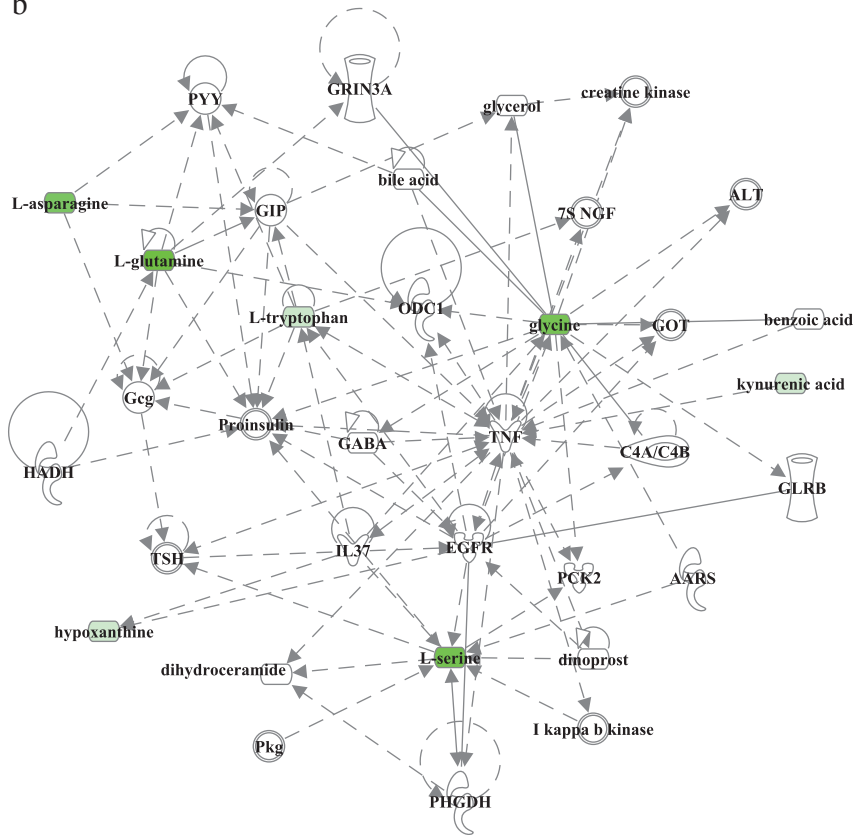 b
GRIN3A
PYY
creatine kinase
glycerol
bile acid
ALT
L-asparagine
GIP
7S NGF
L-glutamine
ODC1
L-tryptophan
glycine
GOT
benzoic acid
kynurenic acid
Gcg
Proinsulin
GABA
TNF
C4A/C4B
HADH
GLRB
TSH
IL37
EGFR
PCK2
AARS
hypoxanthine
dihydroceramide
L-serine
dinoprost
I kappa b kinase
Pkg
PHGDH